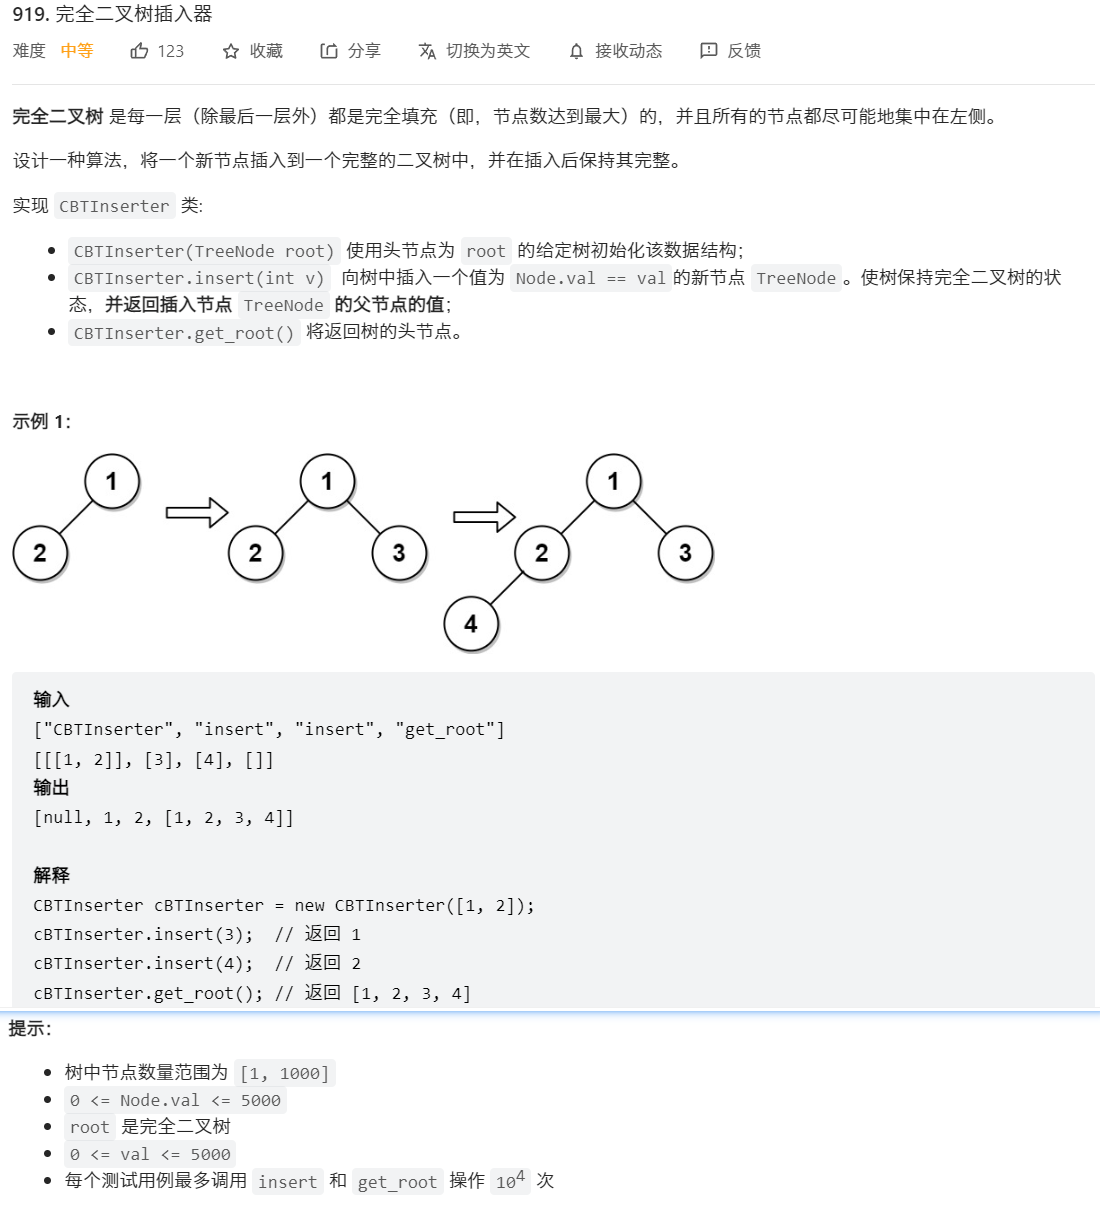 919. 完全二叉树插入器
难度 中等 123 收藏 分享 切换为英文 接收动态 反馈
完全二叉树 是每一层（除最后一层外）都是完全填充（即，节点数达到最大）的，并且所有的节点都尽可能地集中在左侧。
设计一种算法，将一个新节点插入到一个完整的二叉树中，并在插入后保持其完整。
实现 CBTInserter 类:
CBTInserter(TreeNode root) 使用头节点为 root 的给定树初始化该数据结构；
CBTInserter.insert(int v) 向树中插入一个值为 Node.val == val的新节点 TreeNode。使树保持完全二叉树的状
态，并返回插入节点 TreeNode 的父节点的值；
CBTInserter.get_root() 将返回树的头节点。
示例 1：
1 1 1
2 2 3 2 3
4
输入
["CBTInserter", "insert", "insert", "get_root"]
[[[1, 2]], [3], [4], []]
输出
[null, 1, 2, [1, 2, 3, 4]]
解释
CBTInserter cBTInserter = new CBTInserter([1, 2]);
cBTInserter.insert(3);  // 返回 1
cBTInserter.insert(4);  // 返回 2
cBTInserter.get_root(); // 返回 [1, 2, 3, 4]
提示：
树中节点数量范围为 [1, 1000]
0 <= Node.val <= 5000
root 是完全二叉树
0 <= val <= 5000
每个测试用例最多调用 insert 和 get_root 操作 10⁴ 次